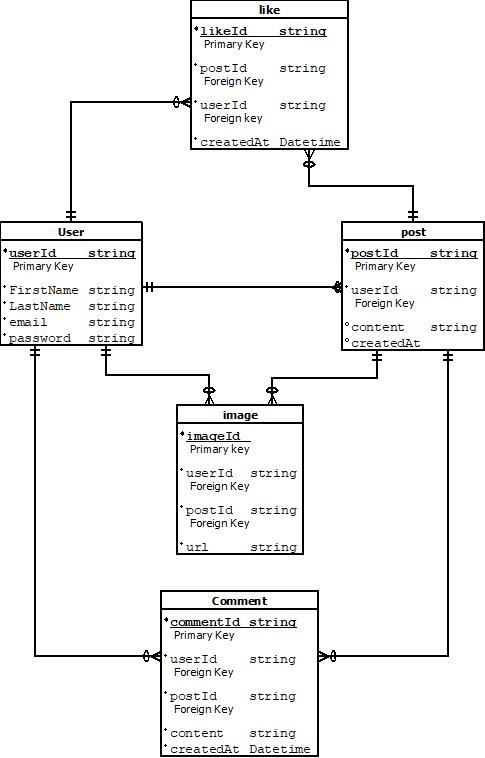 like
*likeId string
Primary Key
*postId string
Foreign Key
*userId string
Foreign key
*createdAt Datetime
User
*userId string
Primary Key
*FirstName string
*LastName string
*email string
*password string
post
*postId string
Primary Key
*userId string
Foreign Key
content string
createdAt
image
*imageId
Primary key
*userId string
Foreign Key
*postId string
Foreign Key
*url string
Comment
*commentId string
Primary Key
*userId string
Foreign Key
*postId string
Foreign Key
*content string
*createdAt Datetime